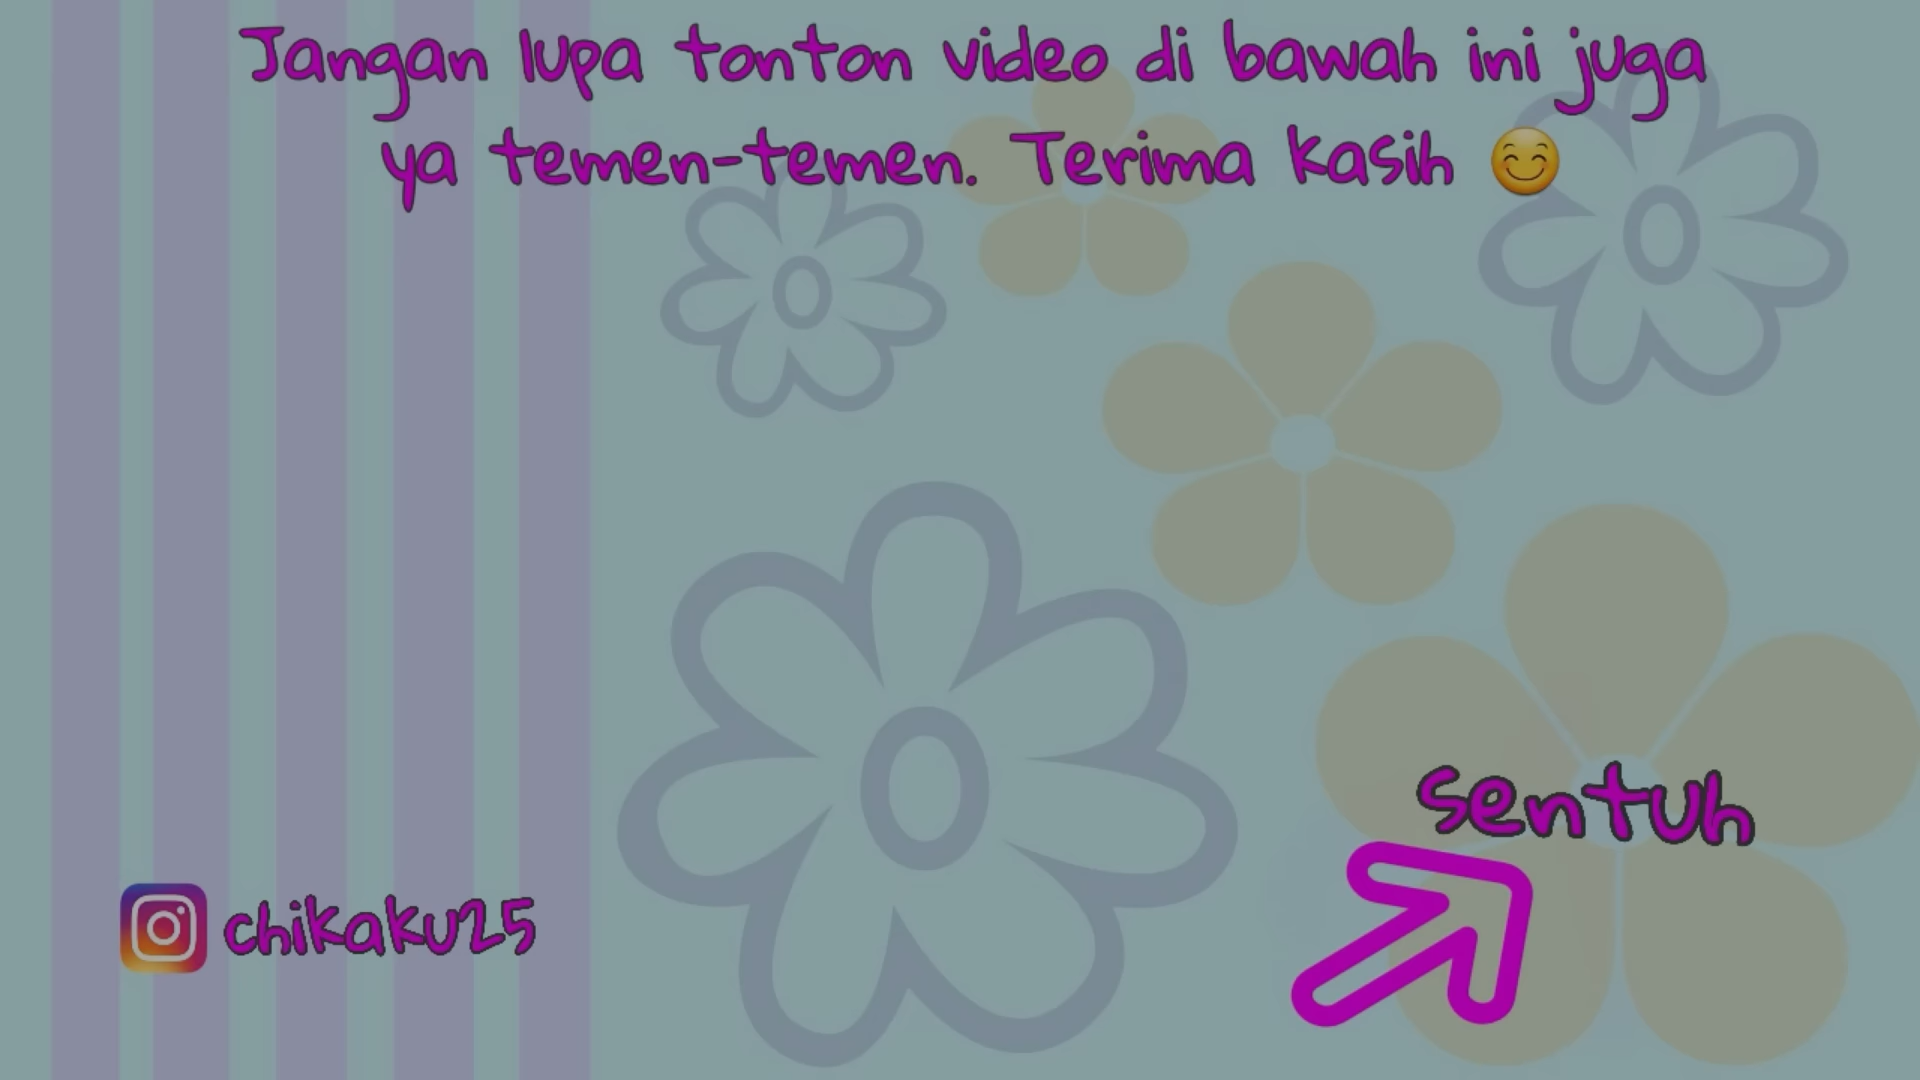 Jangan lupa tonton video di bawah ini juga
ya temen-temen. Terima kasih 😊
sentuh
chikaku25